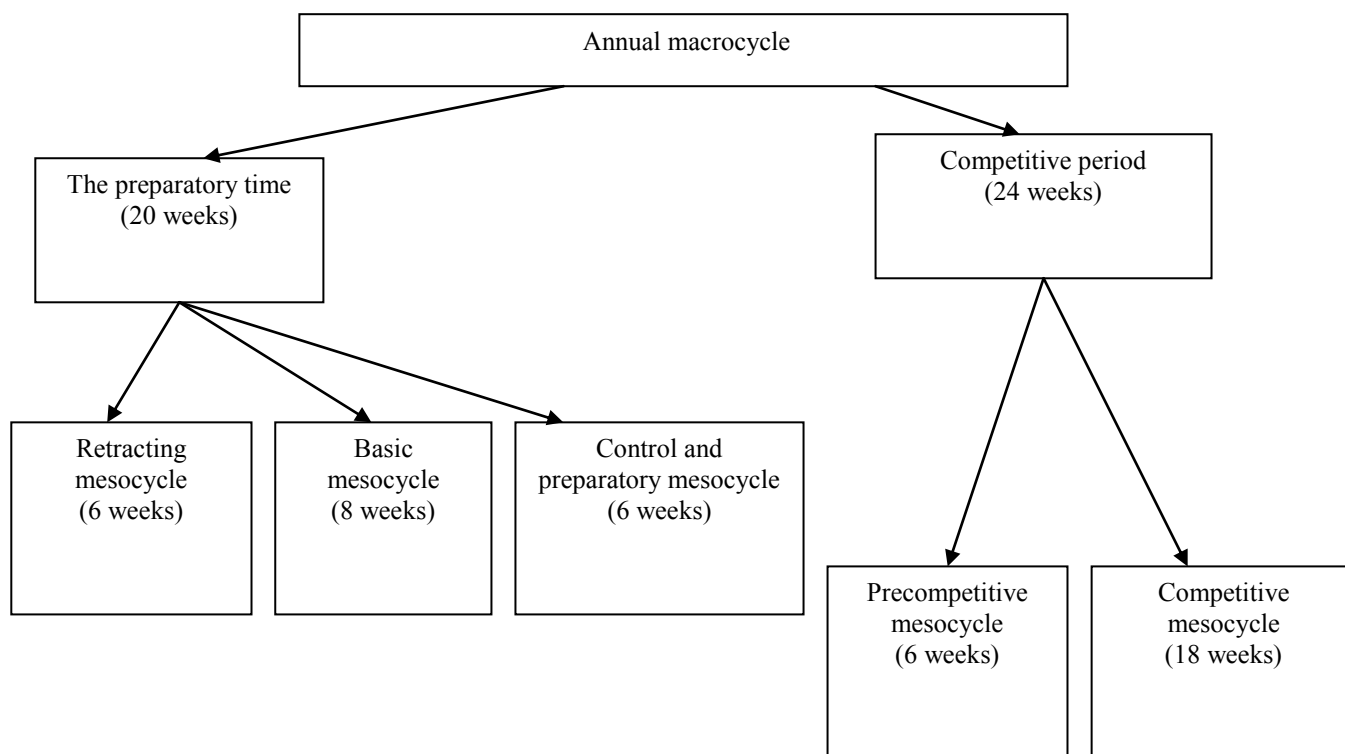 Annual macrocycle
The preparatory time
(20 weeks)
Competitive period
(24 weeks)
Retracting
mesocycle
(6 weeks)
Basic
mesocycle
(8 weeks)
Control and
preparatory mesocycle
(6 weeks)
Precompetitive
mesocycle
(6 weeks)
Competitive
mesocycle
(18 weeks)